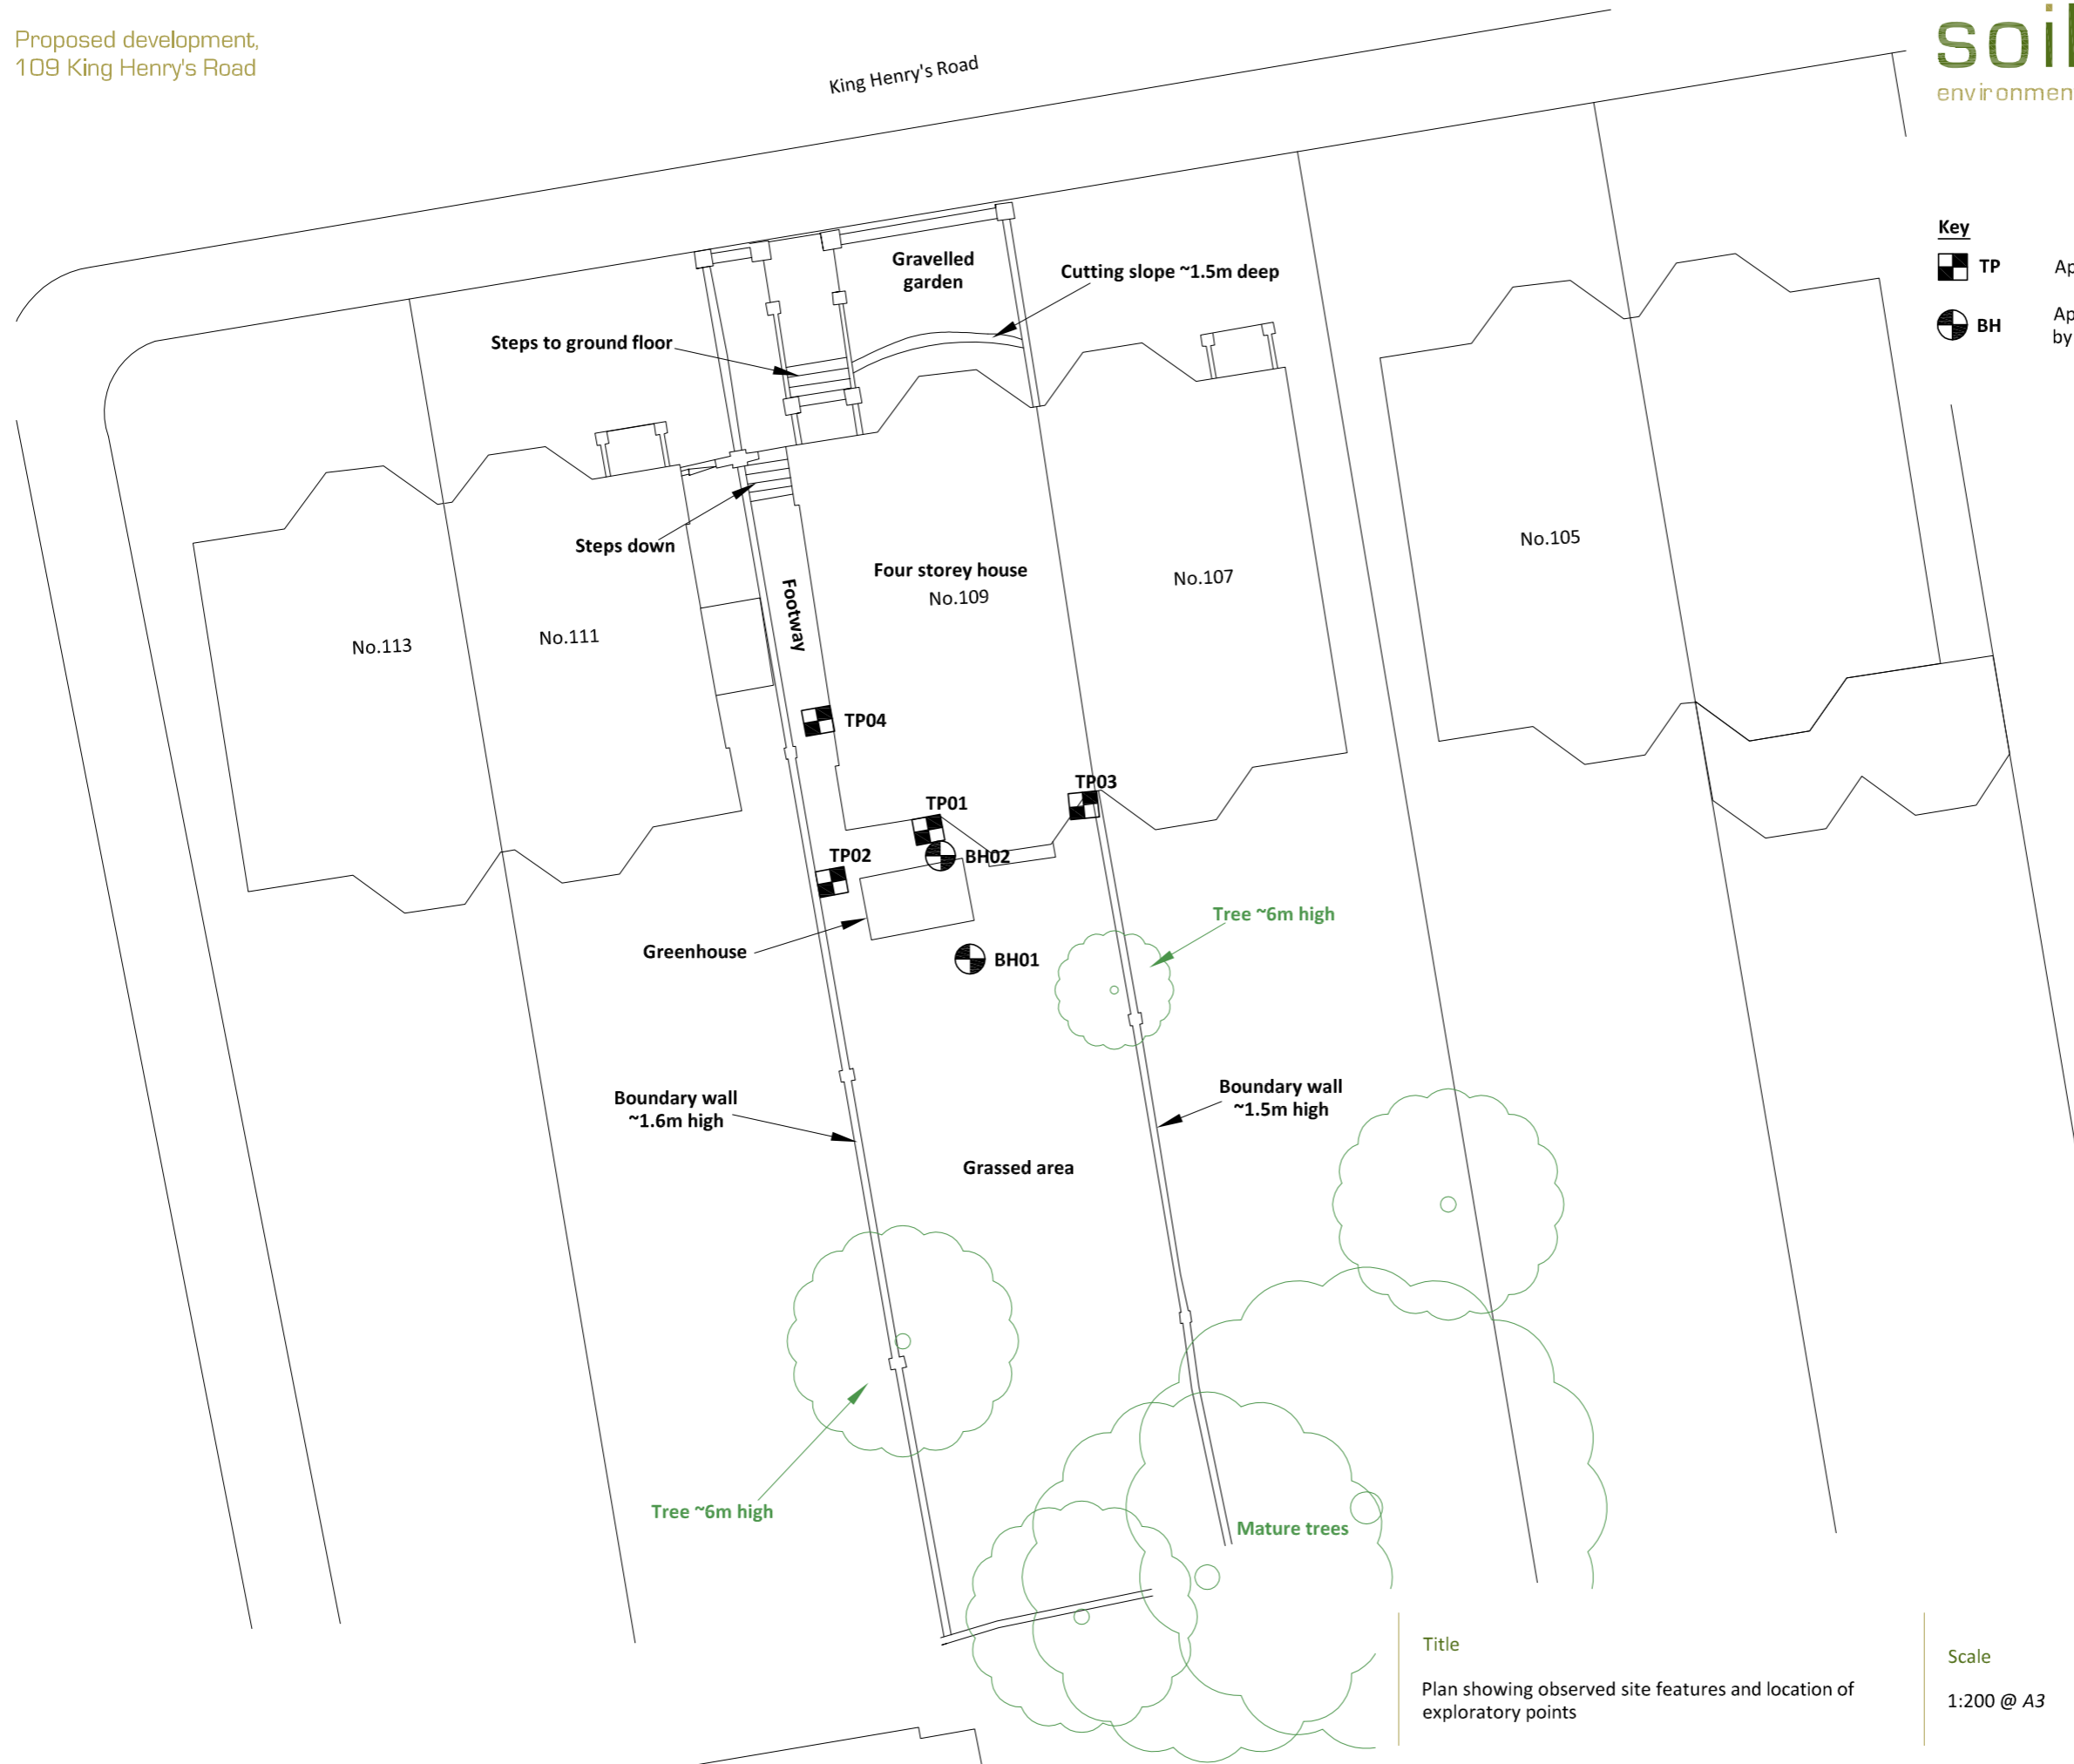 Proposed development,
109 King Henry's Road
King Henry's Road
soil
environmen
Key
TP
BH
by
Gravelled
garden
Cutting slope ~1.5m deep
Steps to ground floor
Steps down
Footway
Four storey house
No.109
No.107
No.105
No.113
No.111
TP04
TP03
TP01
BH02
TP02
Greenhouse
BH01
Tree ~6m high
Boundary wall
~1.6m high
Boundary wall
~1.5m high
Grassed area
Tree ~6m high
Mature trees
Title
Plan showing observed site features and location of
exploratory points
Scale
1:200 @ A3